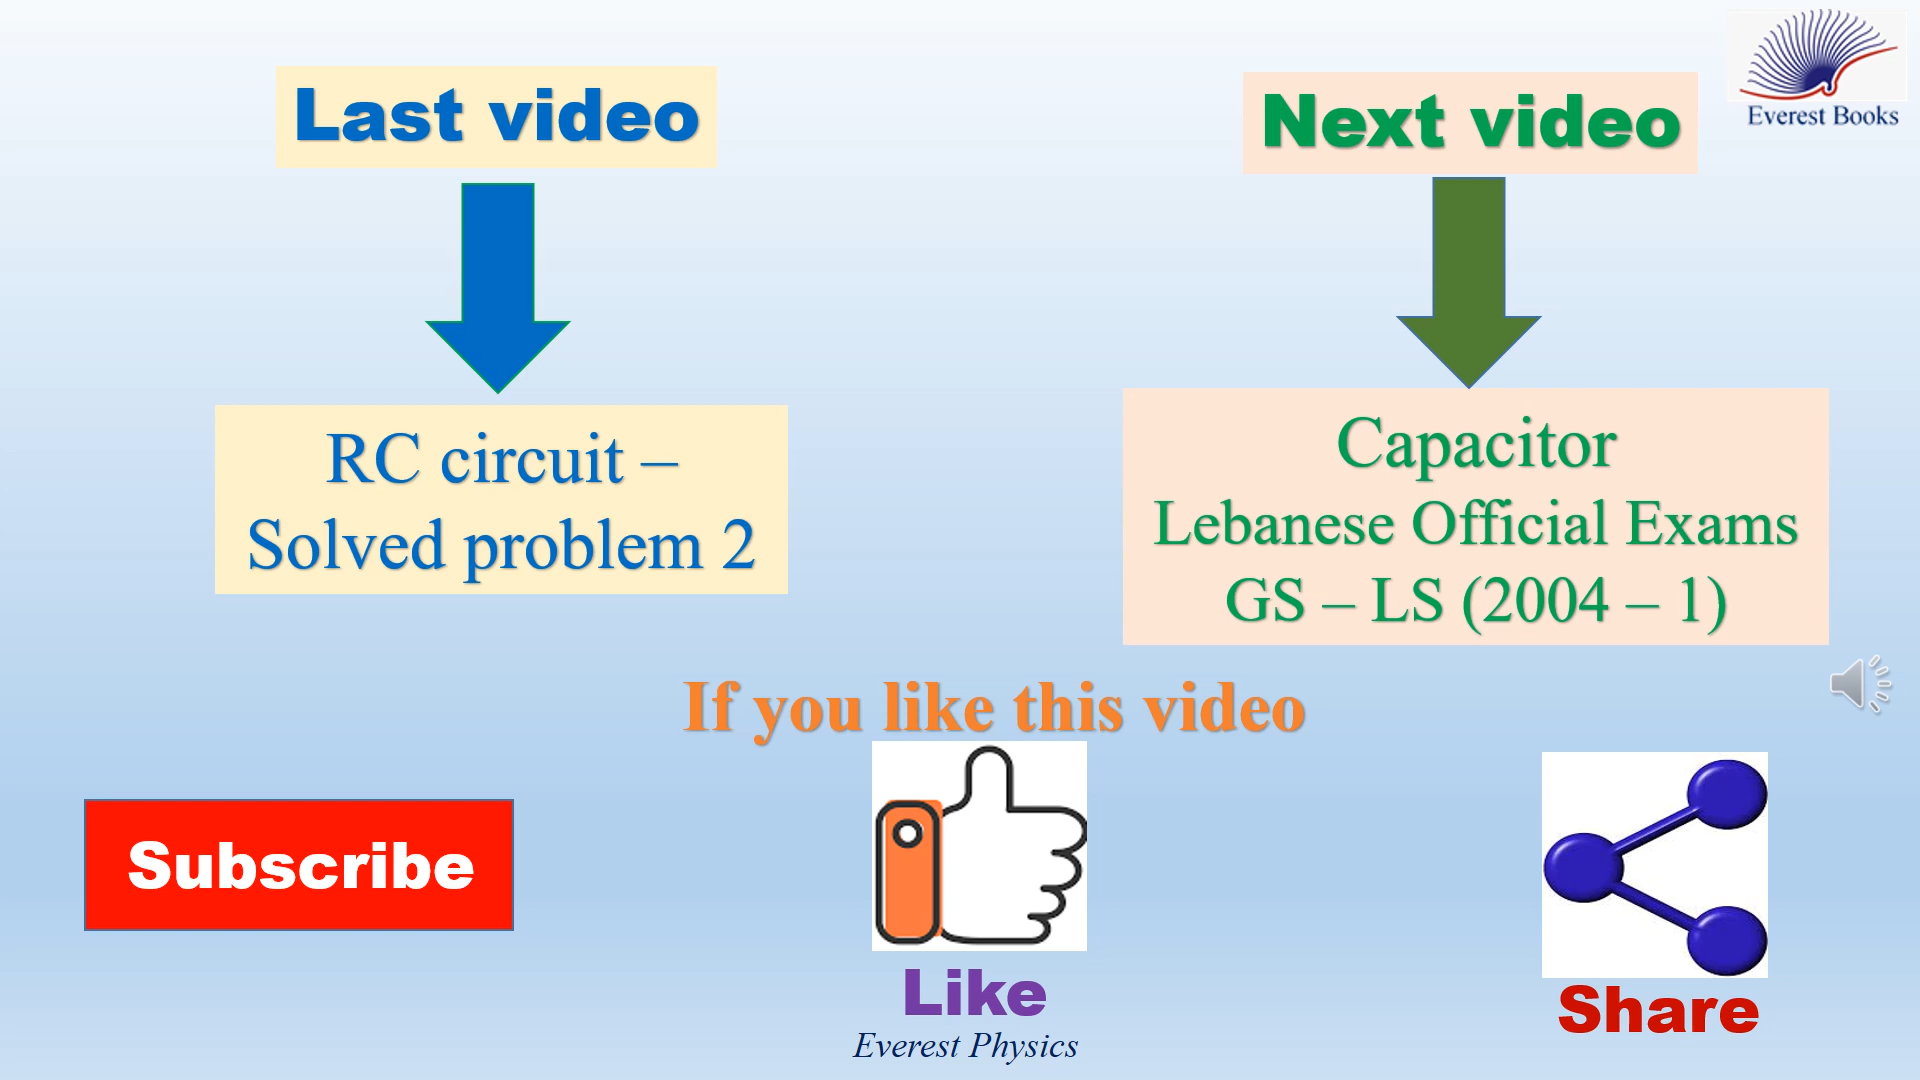 Last video
Next video
Everest Books
RC circuit –
Solved problem 2
Capacitor
Lebanese Official Exams
GS – LS (2004 – 1)
If you like this video
Subscribe
Like
Share
Everest Physics